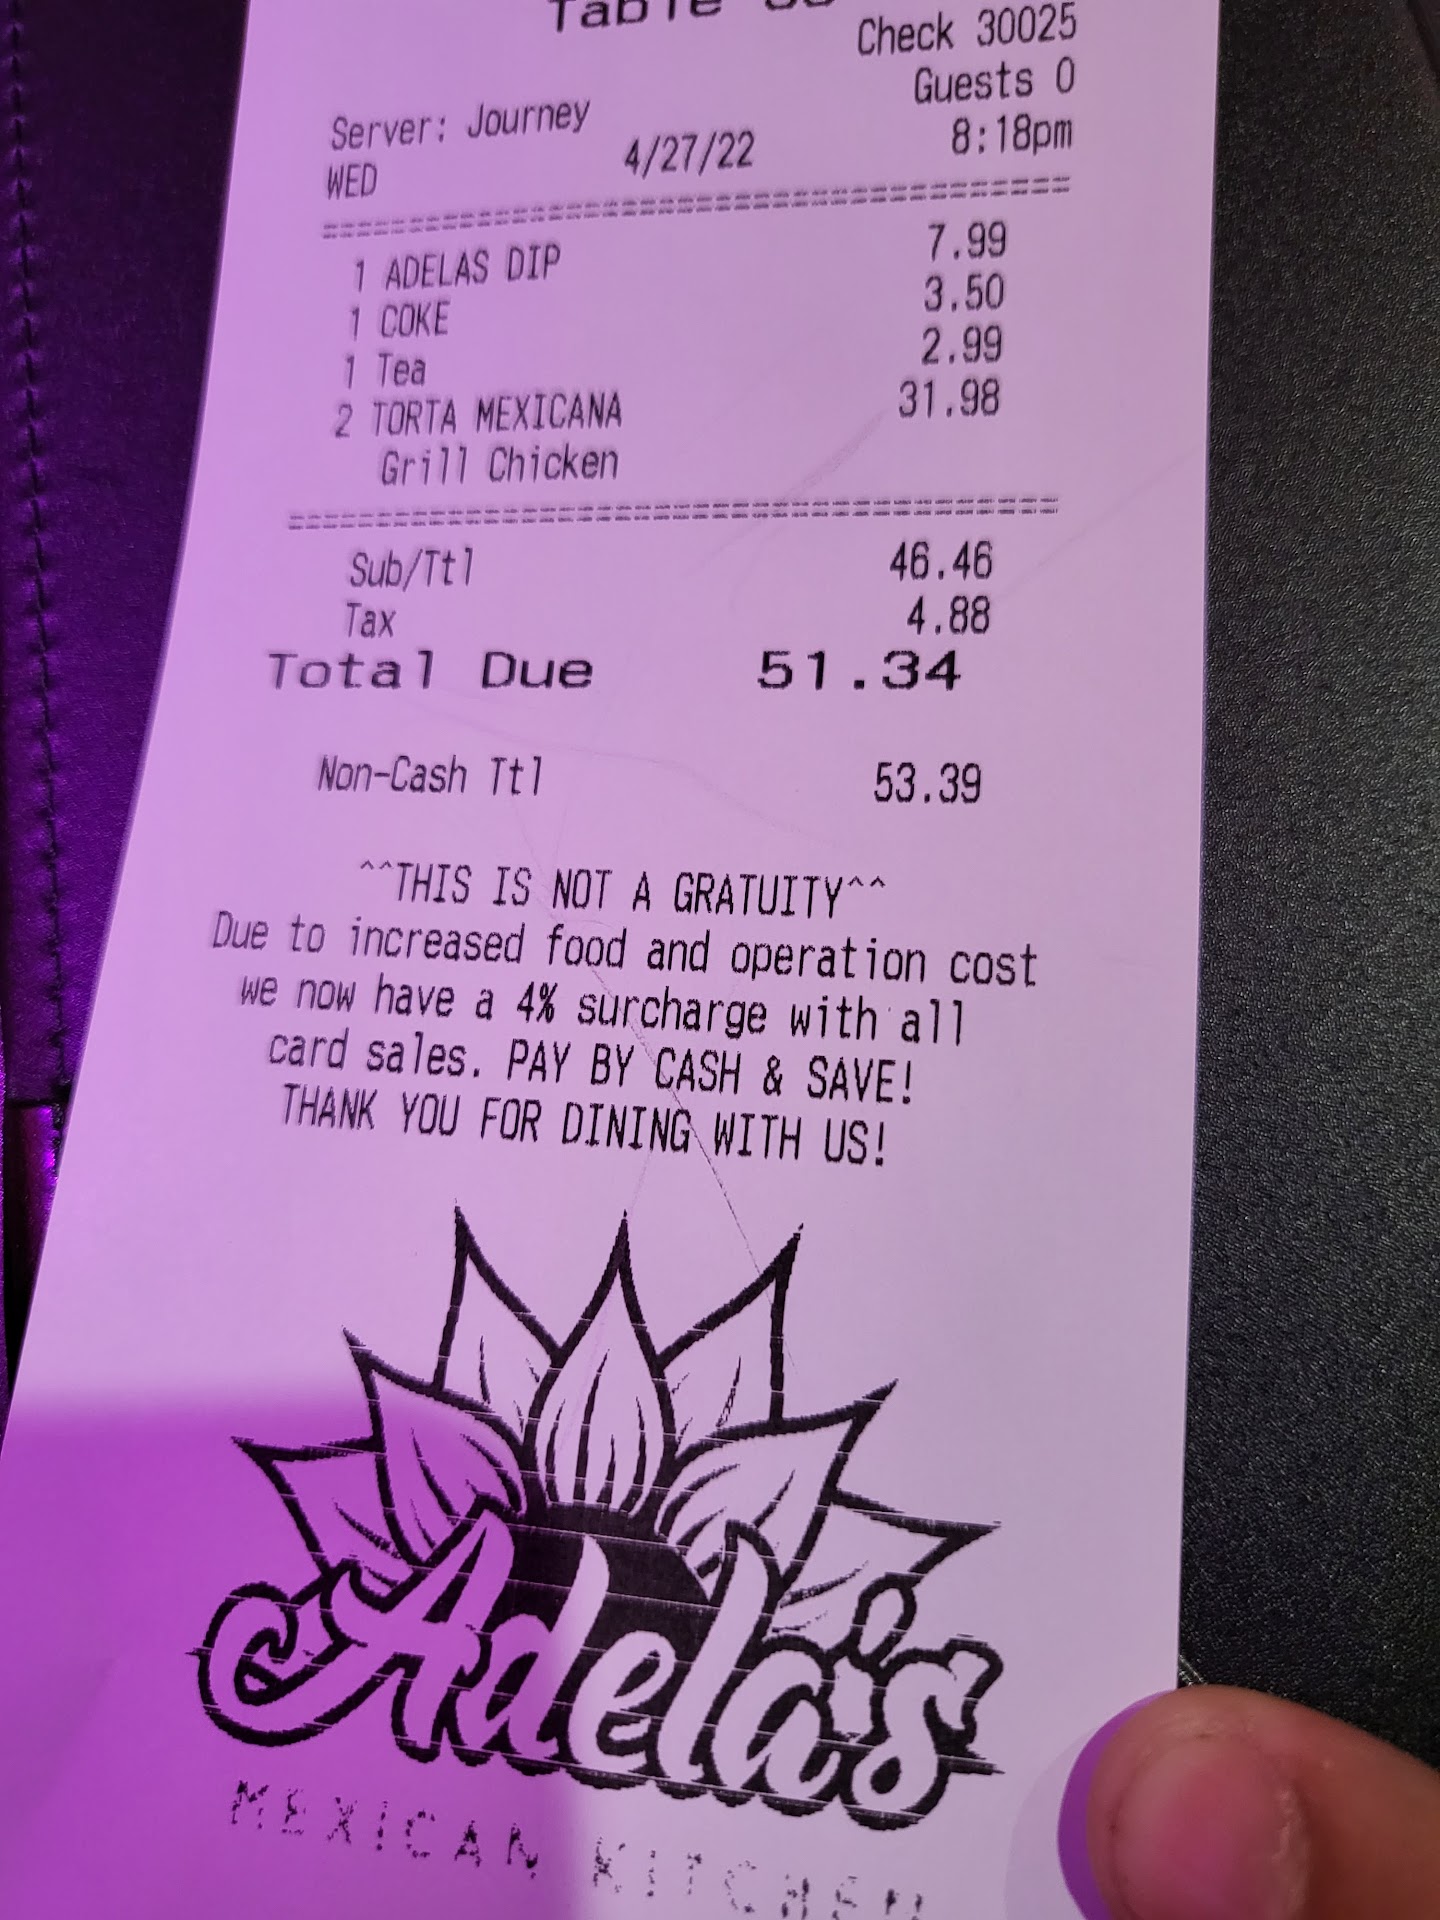 Table
Check 30025
Guests 0
Server: Journey
8:18pm
WED 4/27/22
1 ADELAS DIP 7.99
1 COKE 3.50
1 Tea 2.99
2 TORTA MEXICANA 31.98
Grill Chicken
Sub/Ttl 46.46
Tax 4.88
Total Due 51.34
Non-Cash Ttl 53.39
^^THIS IS NOT A GRATUITY^^
Due to increased food and operation cost
we now have a 4% surcharge with all
card sales. PAY BY CASH & SAVE!
THANK YOU FOR DINING WITH US!
Adela's
MEXICAN KITCHEN